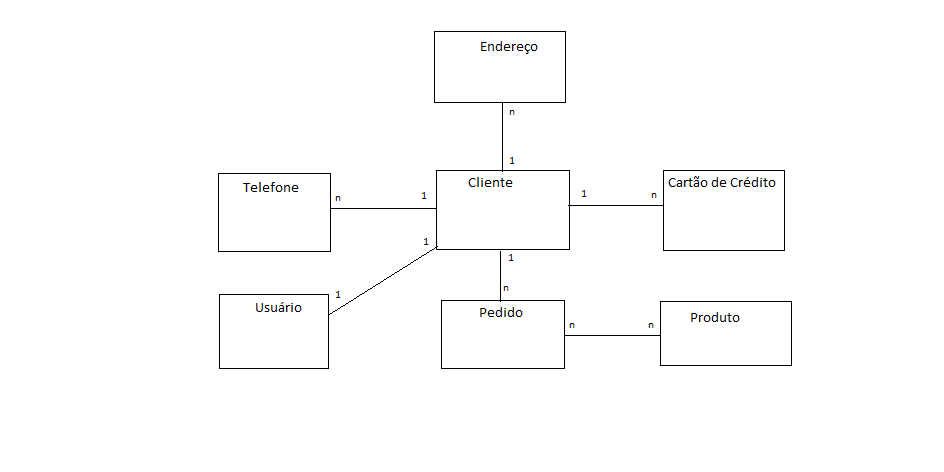 Endereço
n
1
Telefone
n
1
Cliente
1
n
Cartão de Crédito
1
1
Usuário
1
n
Pedido
n
n
Produto